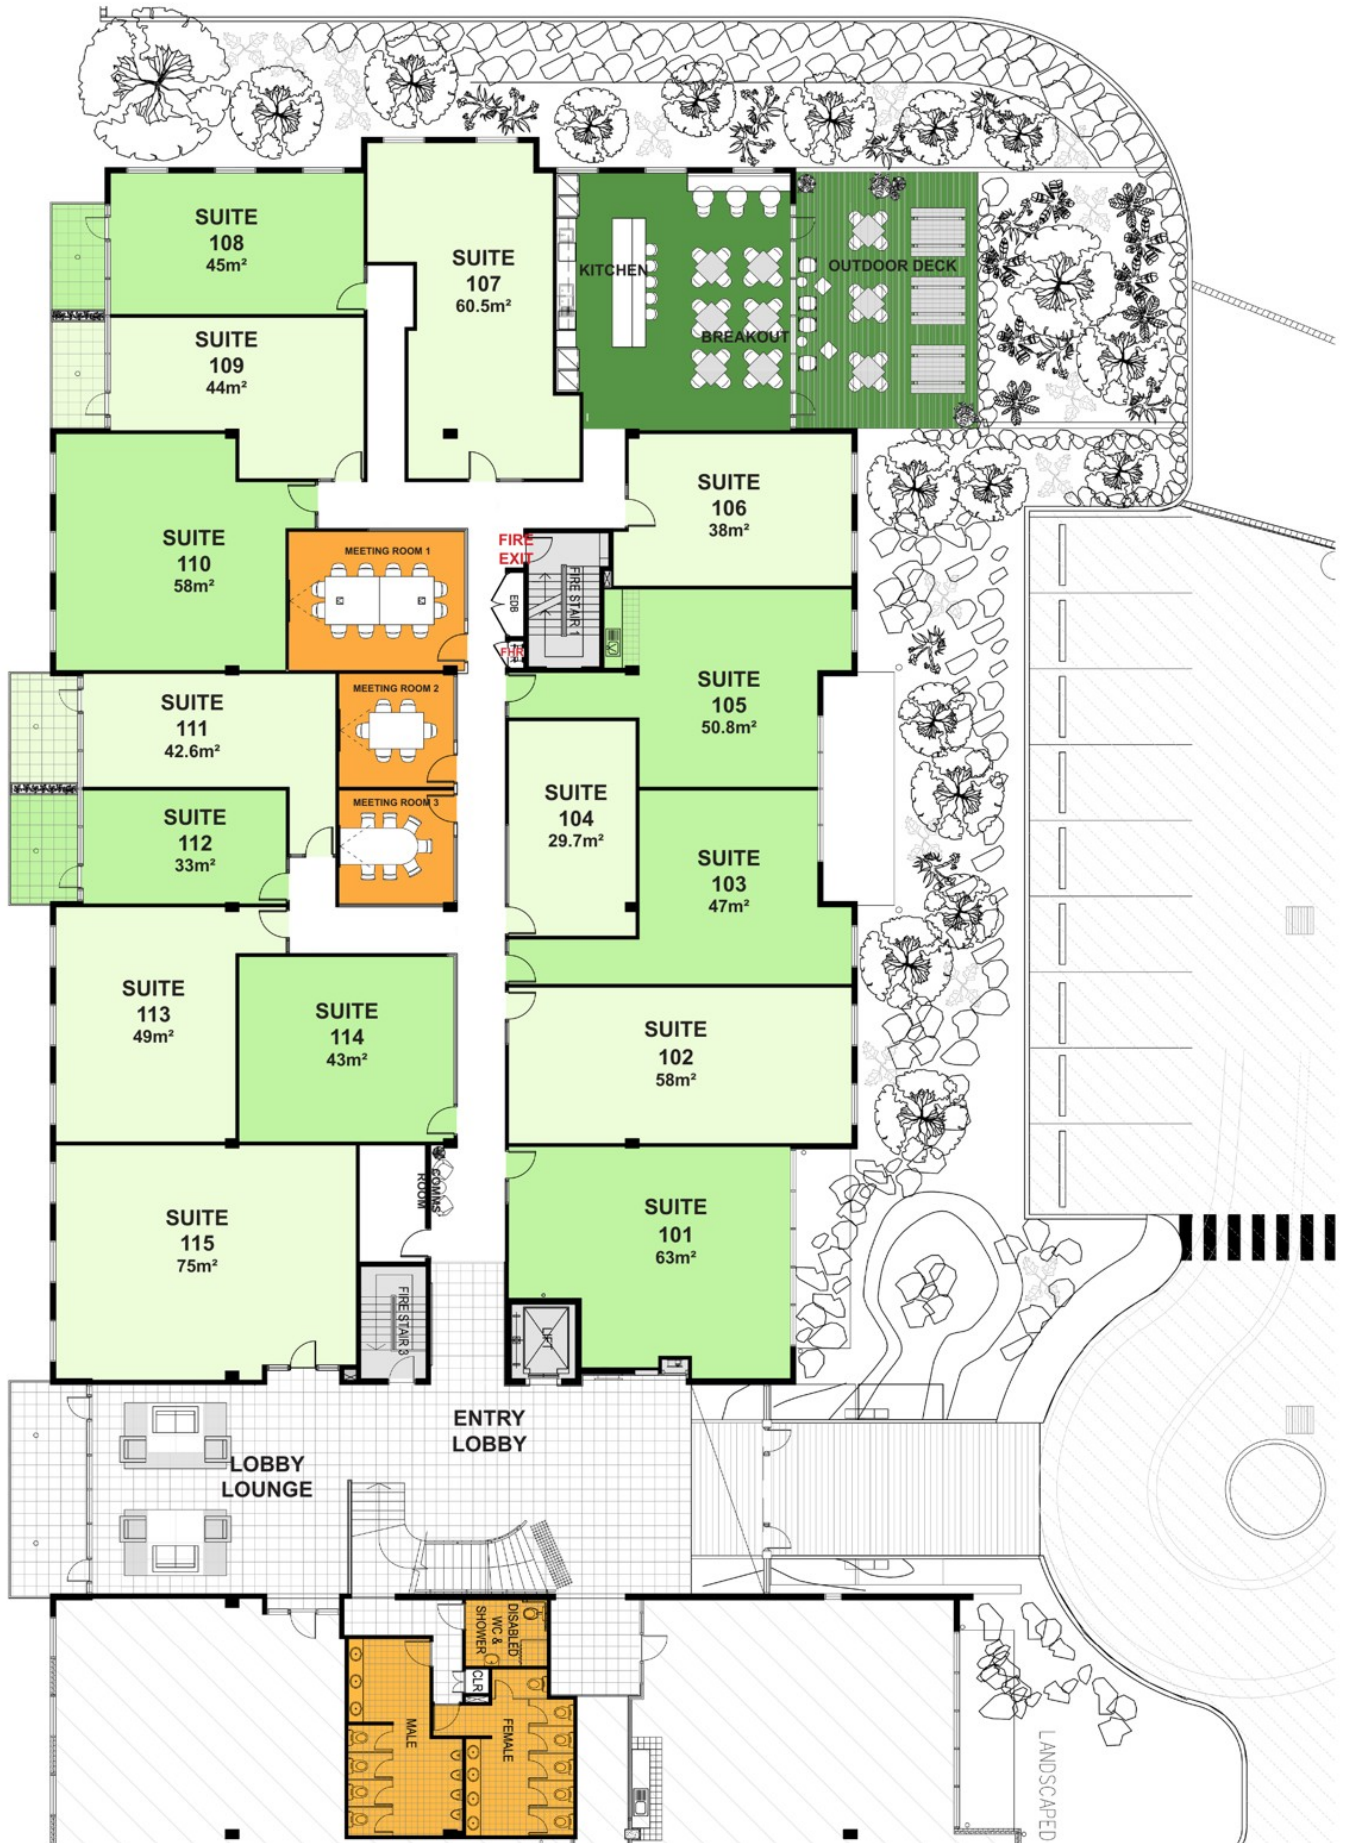 SUITE
108
45m²
SUITE
107
60.5m²
KITCHEN
OUTDOOR DECK
BREAKOUT
SUITE
109
44m²
SUITE
106
38m²
SUITE
110
58m²
MEETING ROOM 1
FIRE
EXIT
FIRE STAIR 1
EDB
FHR
SUITE
105
50.8m²
SUITE
111
42.6m²
MEETING ROOM 2
SUITE
104
29.7m²
MEETING ROOM 3
SUITE
112
33m²
SUITE
103
47m²
SUITE
113
49m²
SUITE
114
43m²
SUITE
102
58m²
COMMS
ROOM
SUITE
115
75m²
SUITE
101
63m²
FIRE STAIR 3
LIFT
ENTRY
LOBBY
LOBBY
LOUNGE
DISABLED
WC &
SHOWER
CLR
MALE
FEMALE
LANDSCAPED